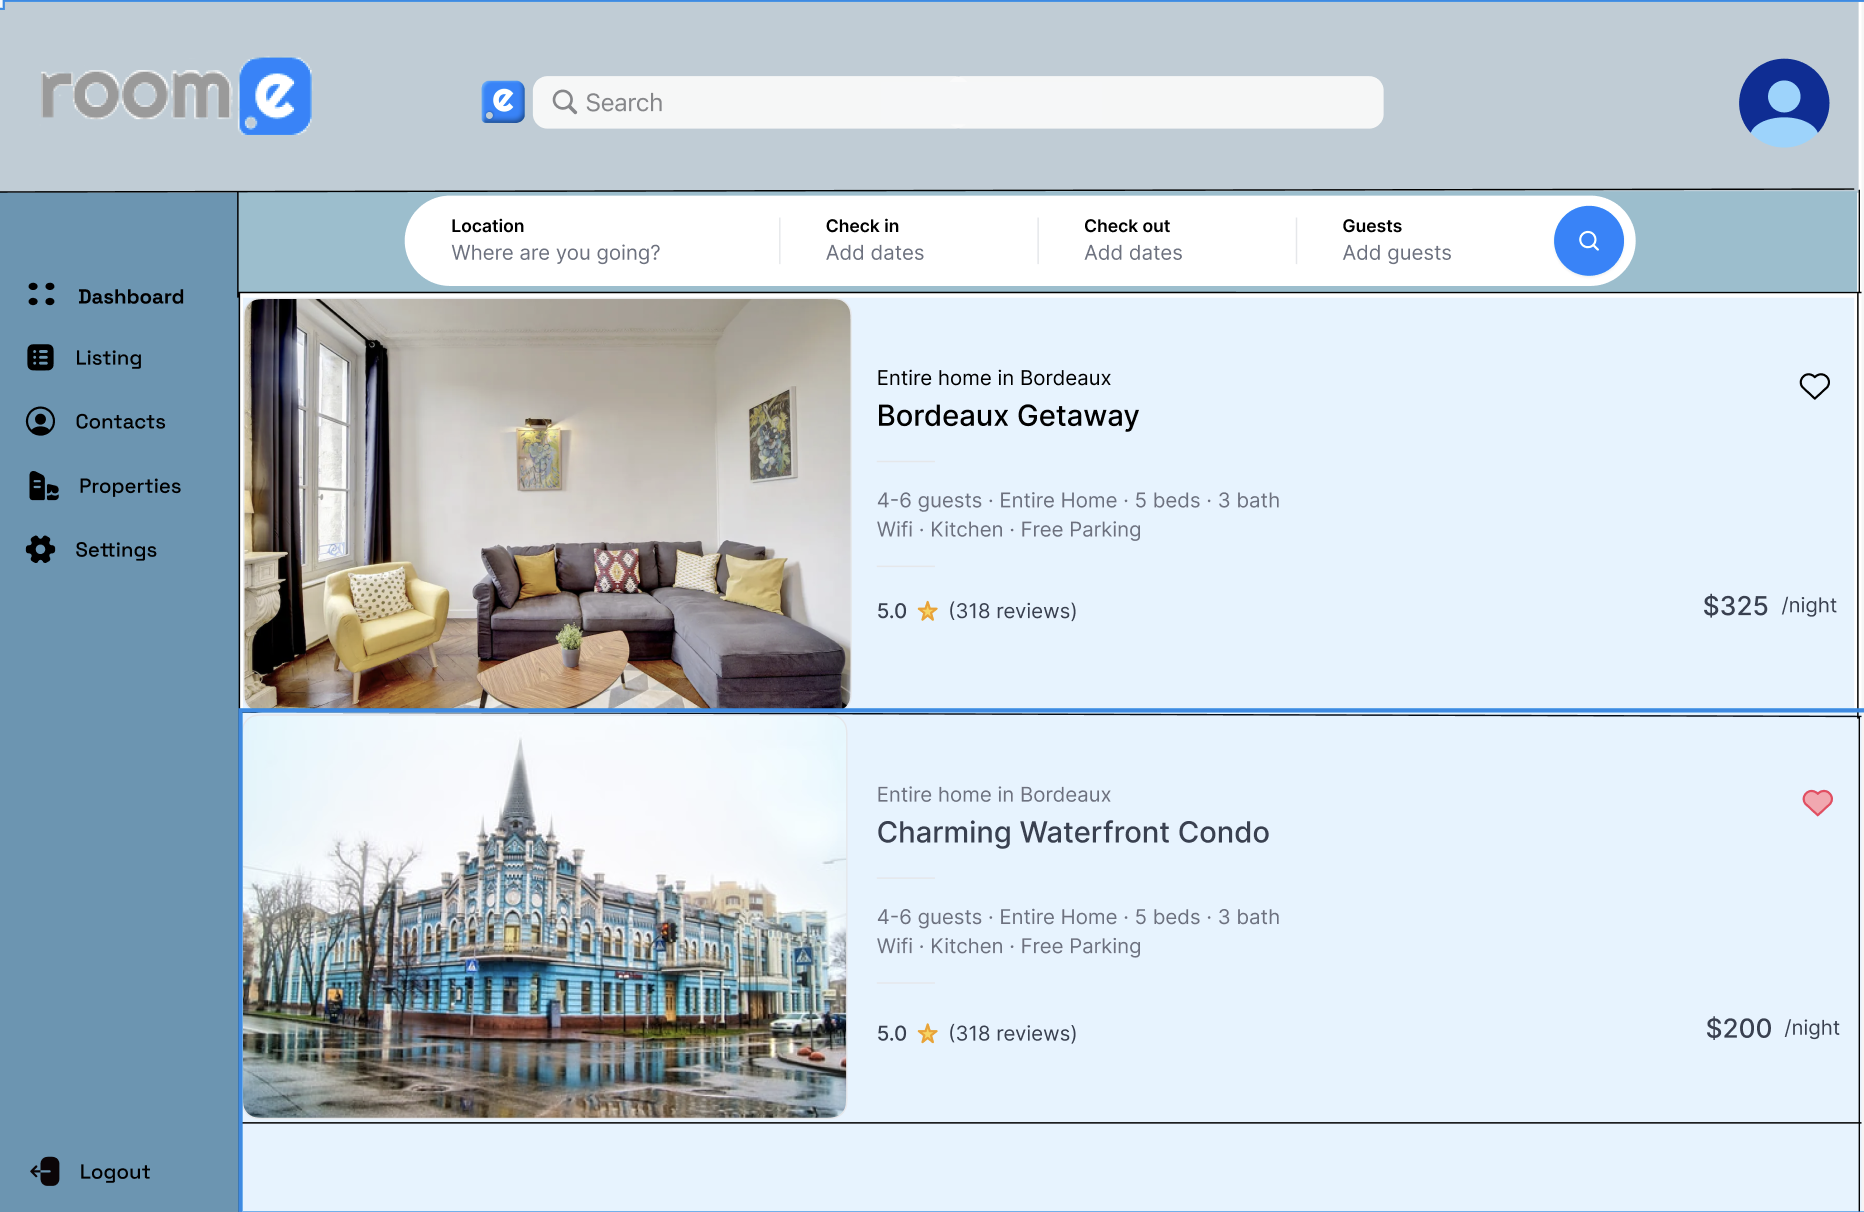 room.e
e Search
Location Check in Check out Guests
Where are you going? Add dates Add dates Add guests
Dashboard
Listing
Contacts
Properties
Settings
Logout
Entire home in Bordeaux
Bordeaux Getaway
4-6 guests · Entire Home · 5 beds · 3 bath
Wifi · Kitchen · Free Parking
5.0 (318 reviews)
$325 /night
Entire home in Bordeaux
Charming Waterfront Condo
4-6 guests · Entire Home · 5 beds · 3 bath
Wifi · Kitchen · Free Parking
5.0 (318 reviews)
$200 /night